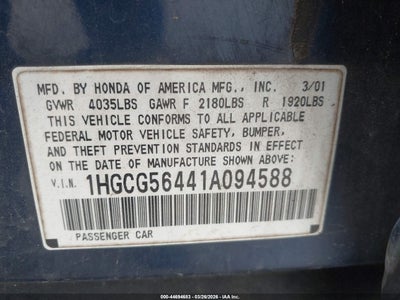 MFD. BY HONDA OF AMERICA MFG., INC. 3/01
GVWR 4035LBS GAWR F 2180LBS R 1920LBS
THIS VEHICLE CONFORMS TO ALL APPLICABLE
FEDERAL MOTOR VEHICLE SAFETY, BUMPER,
AND THEFT PREVENTION STANDARDS IN EFFECT
ON THE DATE OF MANUFACTURE SHOWN ABOVE:
V.I.N. 1HGCG56441A094588
PASSENGER CAR
000-44694663 - 03/26/2026 - IAAI.COM